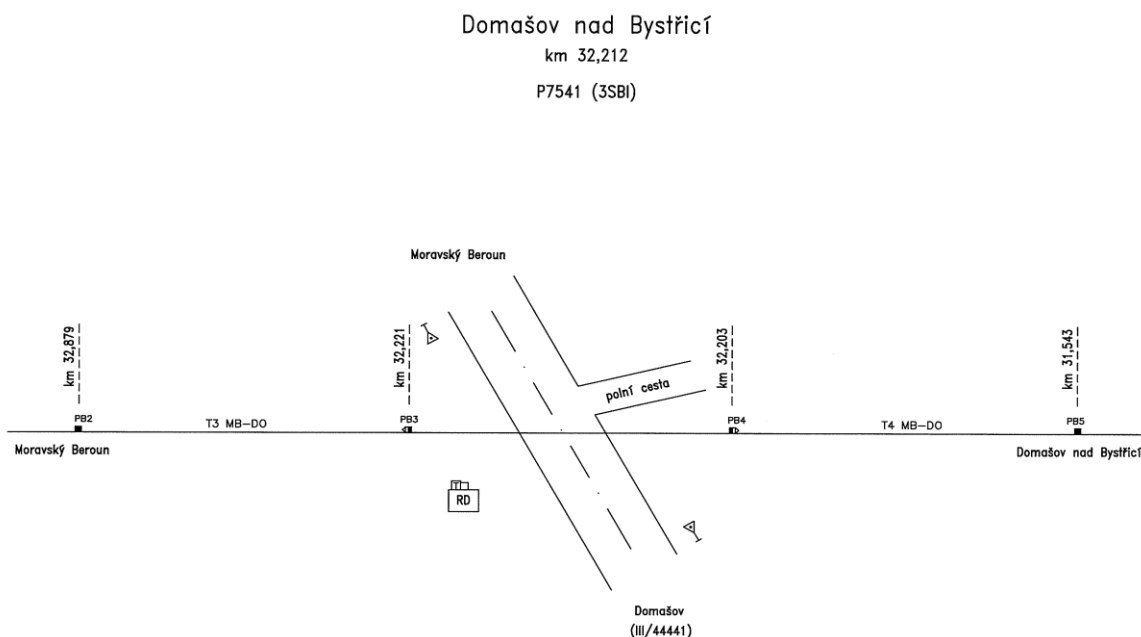 Domašov nad Bystřicí
km 32,212
P7541 (3SBI)
Moravský Beroun
km 32,879
km 32,221
km 32,203
km 31,543
polní cesta
PB2
T3 MB-DO
PB3
PB4
T4 MB-DO
PB5
Moravský Beroun
Domašov nad Bystřicí
T
RD
Domašov
(III/44441)